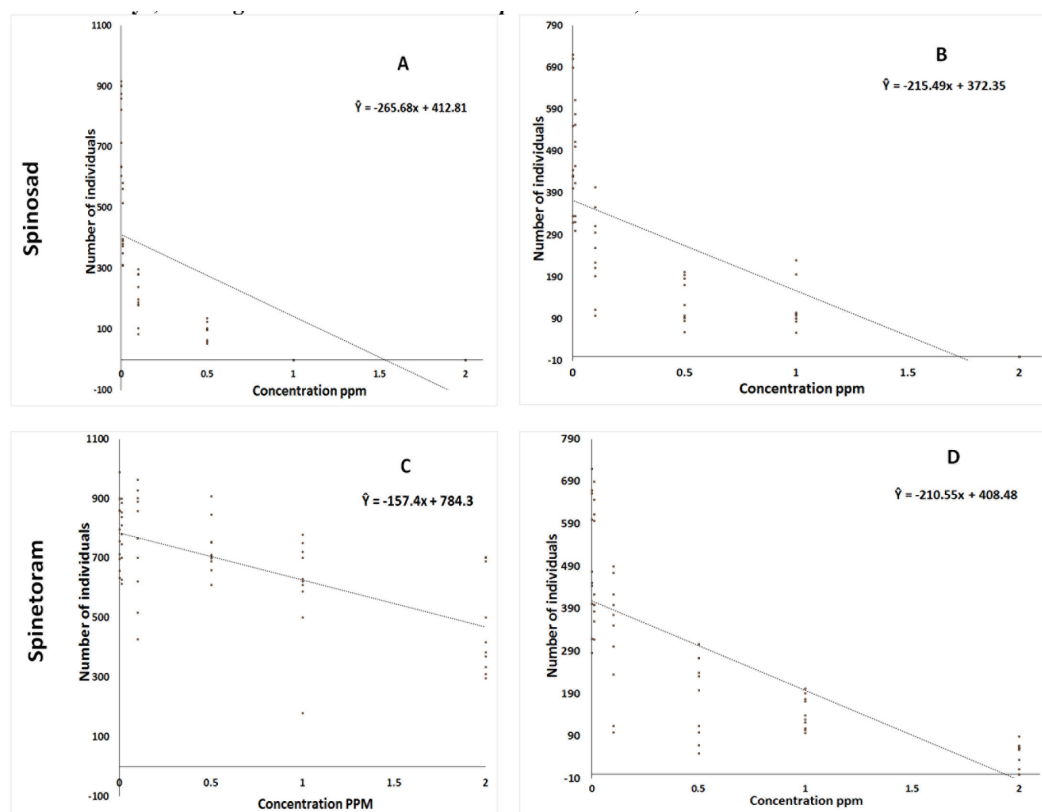 1100
900
700
500
300
100
-100
0
0.5
1
1.5
2
Number of individuals
Concentration ppm
A
Ŷ = -265.68x + 412.81
Spinosad
790
690
590
490
390
290
190
90
-10
0
0.5
1
1.5
2
Number of individuals
Concentration ppm
B
Ŷ = -215.49x + 372.35
1100
900
700
500
300
100
-100
0
0.5
1
1.5
2
Number of individuals
Concentration PPM
C
Ŷ = -157.4x + 784.3
Spinetoram
790
690
590
490
390
290
190
90
-10
0
0.5
1
1.5
2
Number of individuals
Concentration ppm
D
Ŷ = -210.55x + 408.48